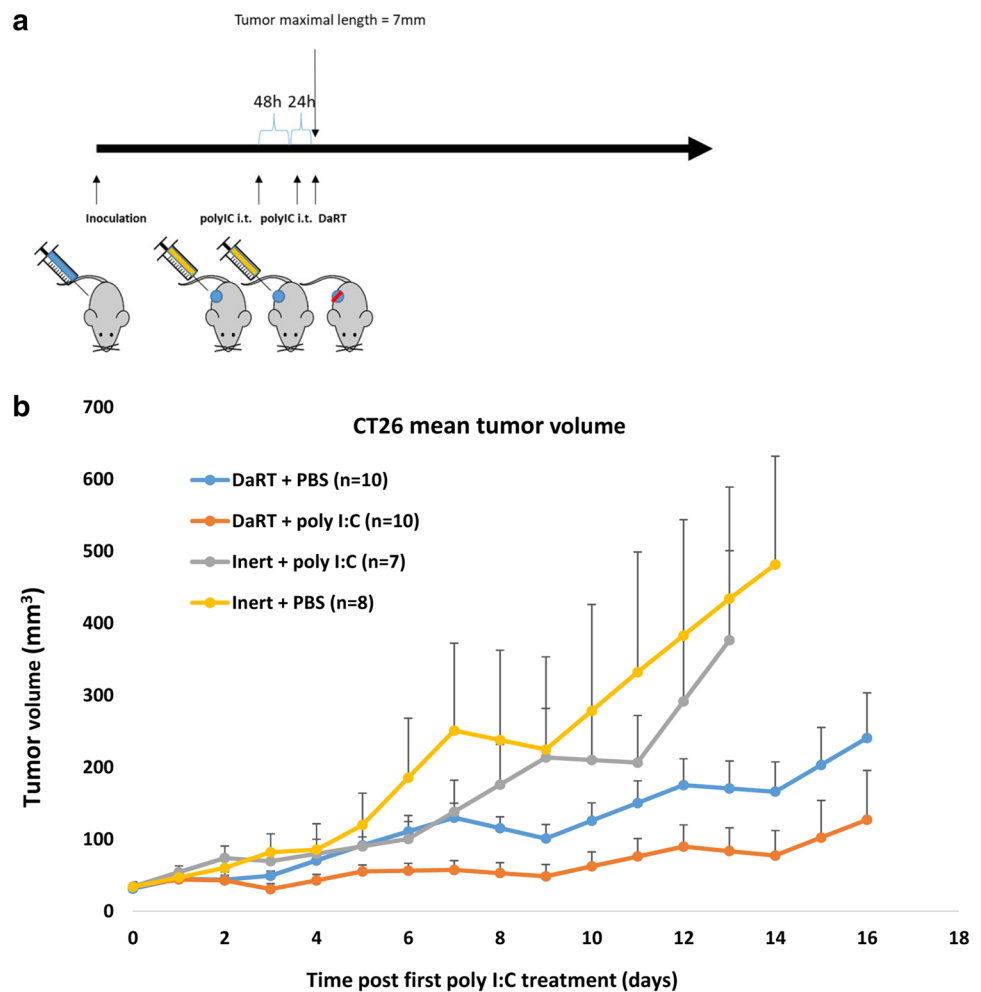 a
Tumor maximal length = 7mm
48h 24h
Inoculation polyIC i.t. polyIC i.t. DaRT
b
CT26 mean tumor volume
DaRT + PBS (n=10)
DaRT + poly I:C (n=10)
Inert + poly I:C (n=7)
Inert + PBS (n=8)
Tumor volume (mm³)
700
600
500
400
300
200
100
0
0 2 4 6 8 10 12 14 16 18
Time post first poly I:C treatment (days)